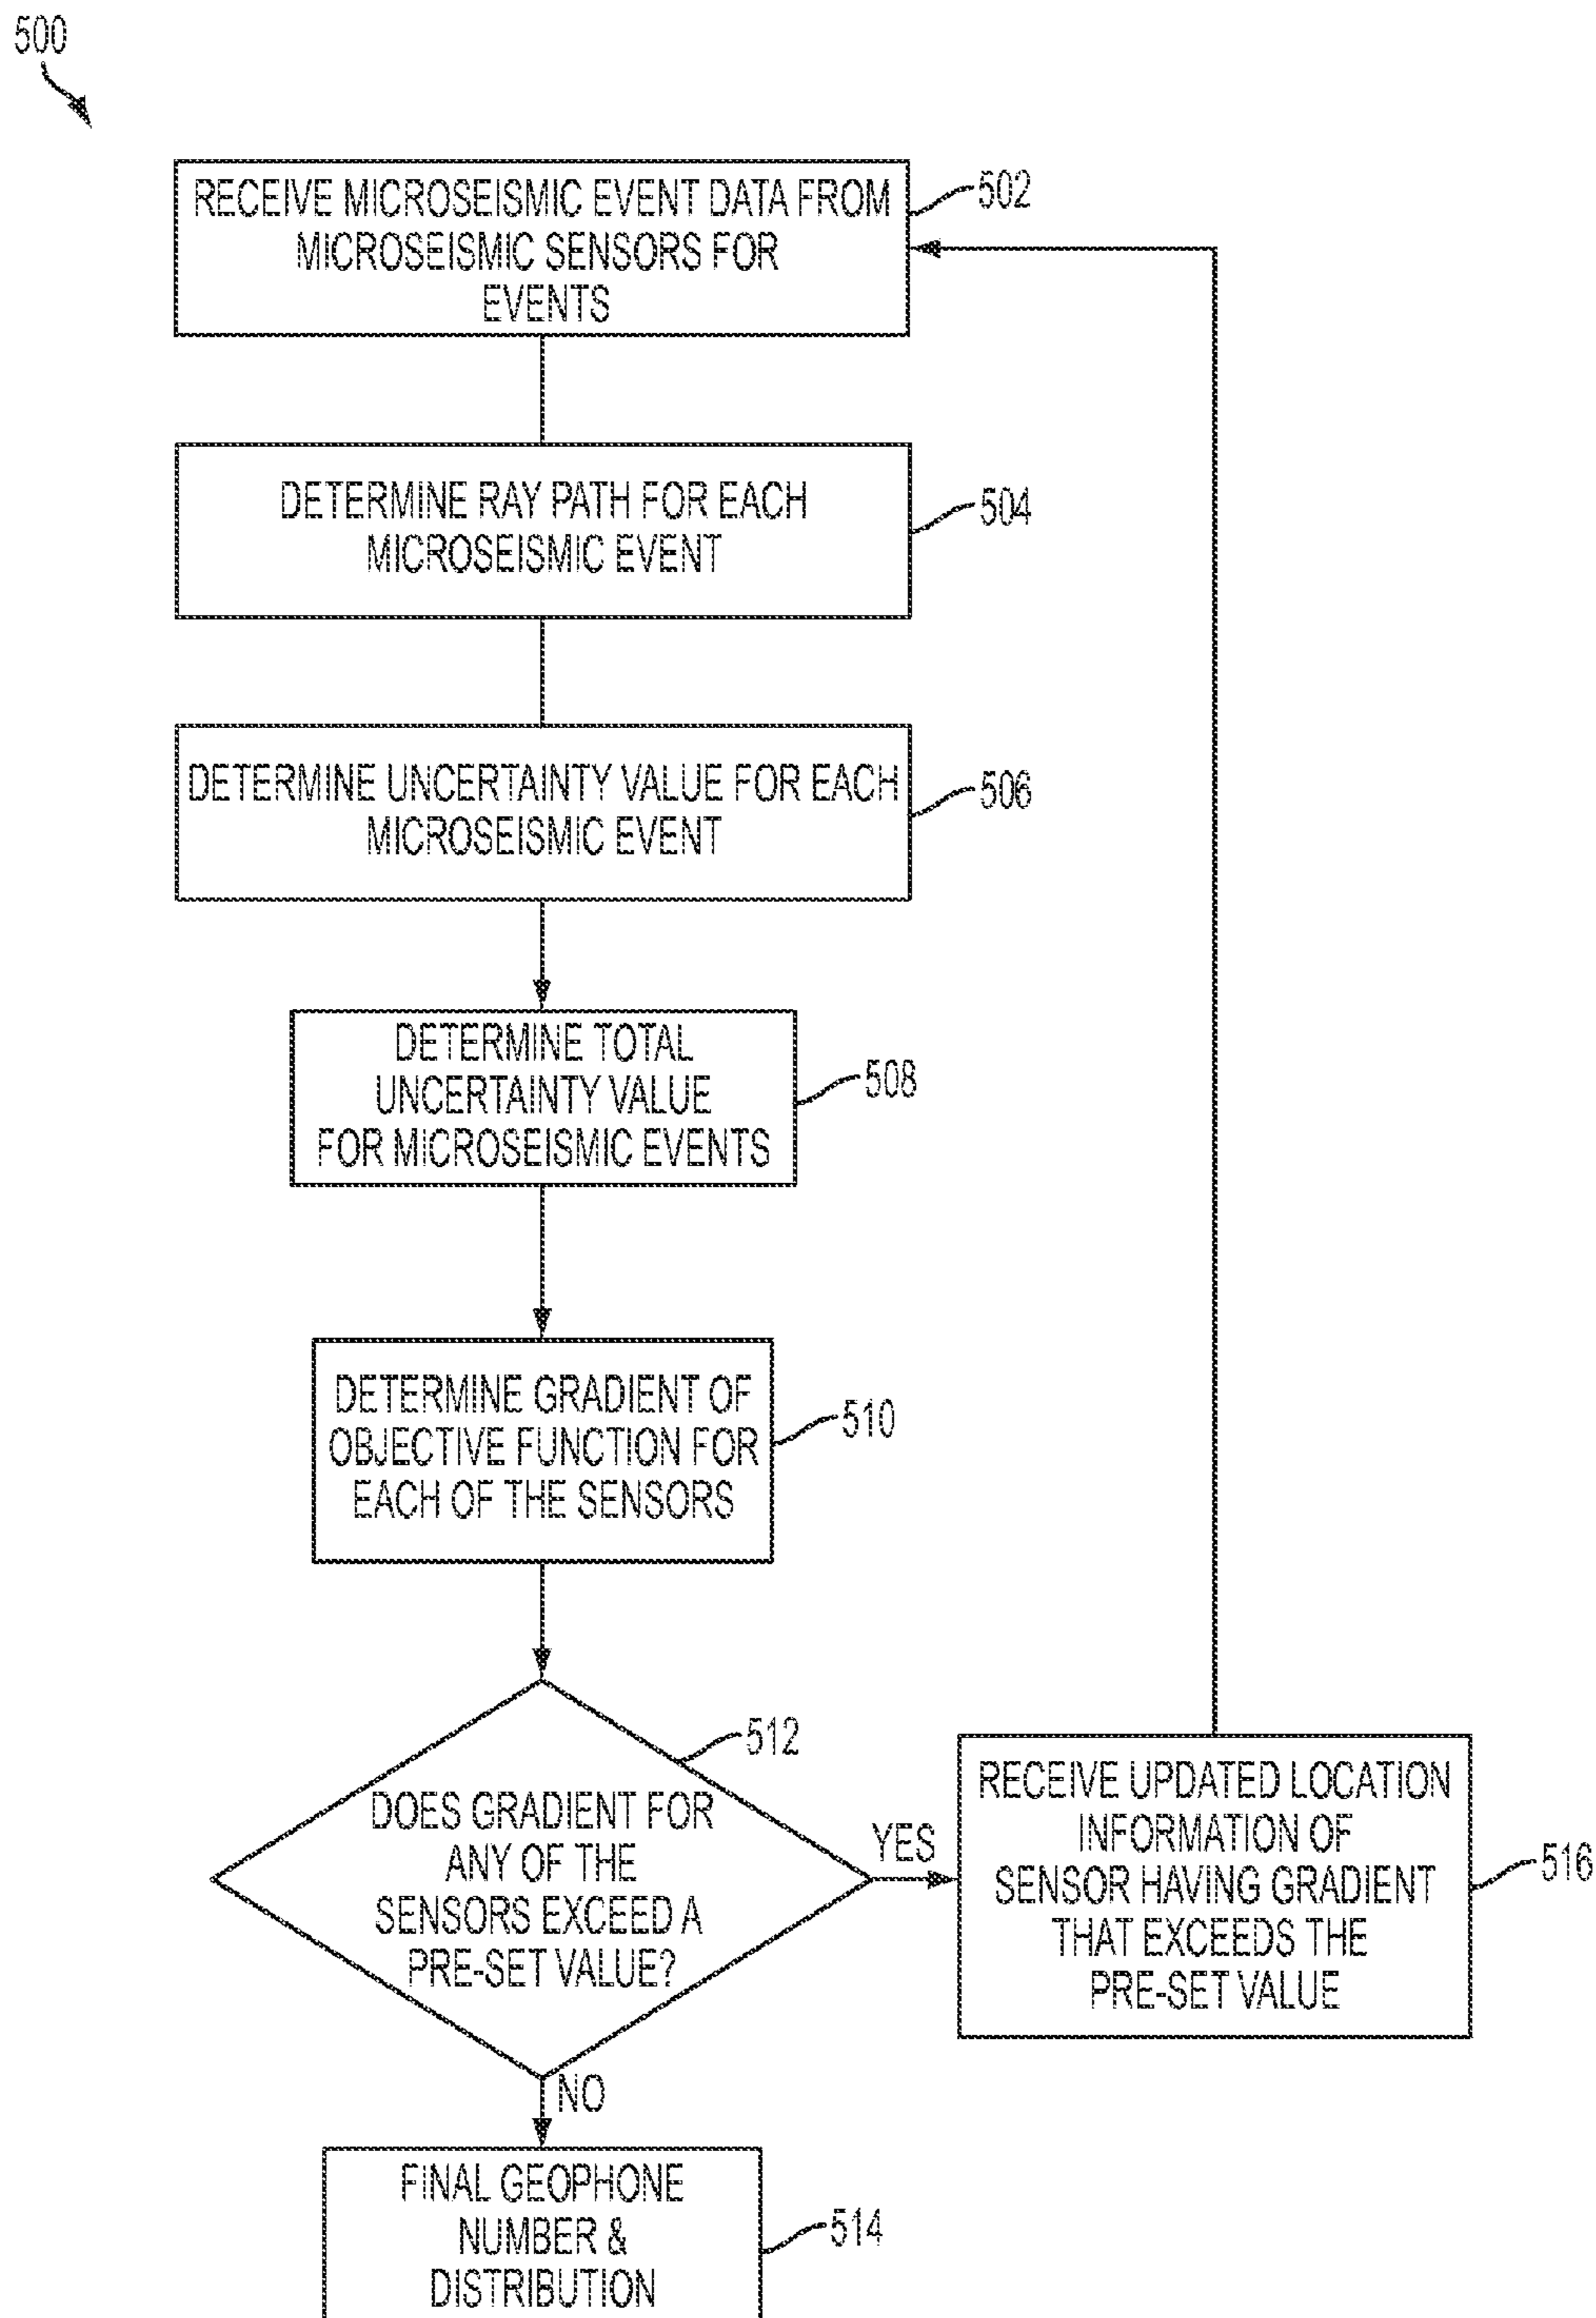 500
RECEIVE MICROSEISMIC EVENT DATA FROM
MICROSEISMIC SENSORS FOR
EVENTS
502
DETERMINE RAY PATH FOR EACH
MICROSEISMIC EVENT
504
DETERMINE UNCERTAINTY VALUE FOR EACH
MICROSEISMIC EVENT
506
DETERMINE TOTAL
UNCERTAINTY VALUE
FOR MICROSEISMIC EVENTS
508
DETERMINE GRADIENT OF
OBJECTIVE FUNCTION FOR
EACH OF THE SENSORS
510
512
DOES GRADIENT FOR
ANY OF THE
SENSORS EXCEED A
PRE-SET VALUE?
YES
RECEIVE UPDATED LOCATION
INFORMATION OF
SENSOR HAVING GRADIENT
THAT EXCEEDS THE
PRE-SET VALUE
516
NO
FINAL GEOPHONE
NUMBER &
DISTRIBUTION
514